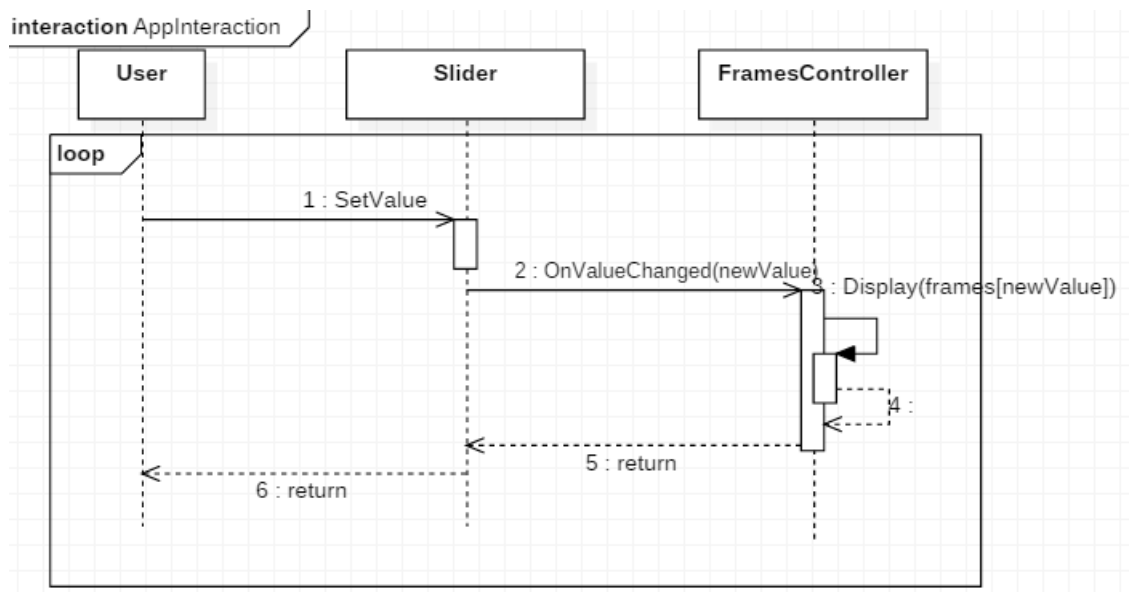 interaction AppInteraction
User
Slider
FramesController
loop
1 : SetValue
2 : OnValueChanged(newValue)
3 : Display(frames[newValue])
4 :
5 : return
6 : return